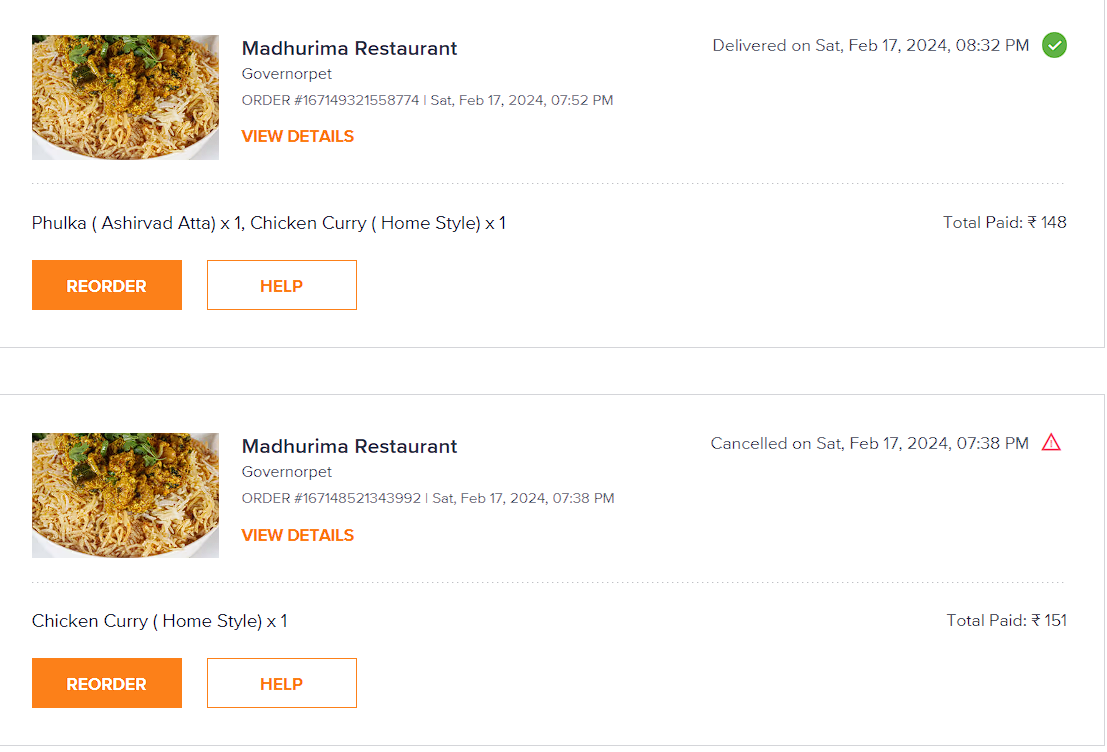 Madhurima Restaurant
Delivered on Sat, Feb 17, 2024, 08:32 PM
Governorpet
ORDER #167149321558774 | Sat, Feb 17, 2024, 07:52 PM
VIEW DETAILS
Phulka ( Ashirvad Atta) x 1, Chicken Curry ( Home Style) x 1
Total Paid: ₹ 148
REORDER
HELP
Madhurima Restaurant
Cancelled on Sat, Feb 17, 2024, 07:38 PM
Governorpet
ORDER #167148521343992 | Sat, Feb 17, 2024, 07:38 PM
VIEW DETAILS
Chicken Curry ( Home Style) x 1
Total Paid: ₹ 151
REORDER
HELP